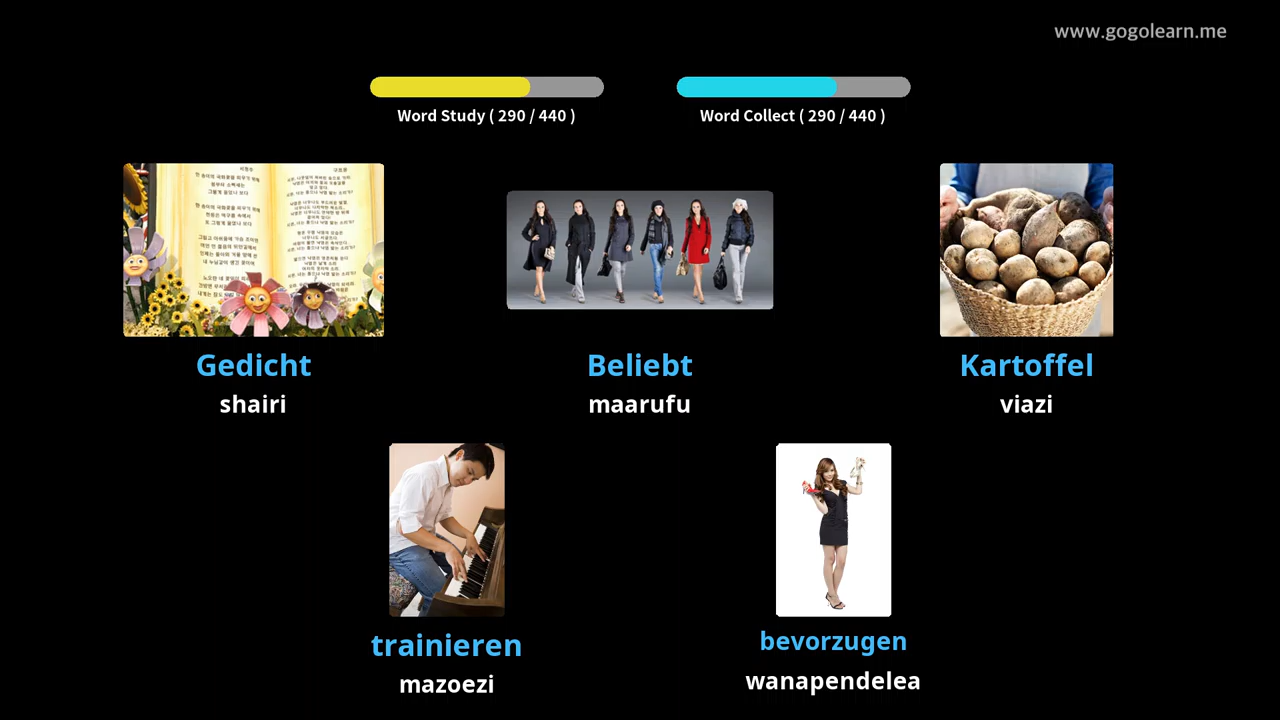 www.gogolearn.me
Word Study ( 290 / 440 )
Word Collect ( 290 / 440 )
Gedicht
Beliebt
Kartoffel
shairi
maarufu
viazi
trainieren
bevorzugen
mazoezi
wanapendelea